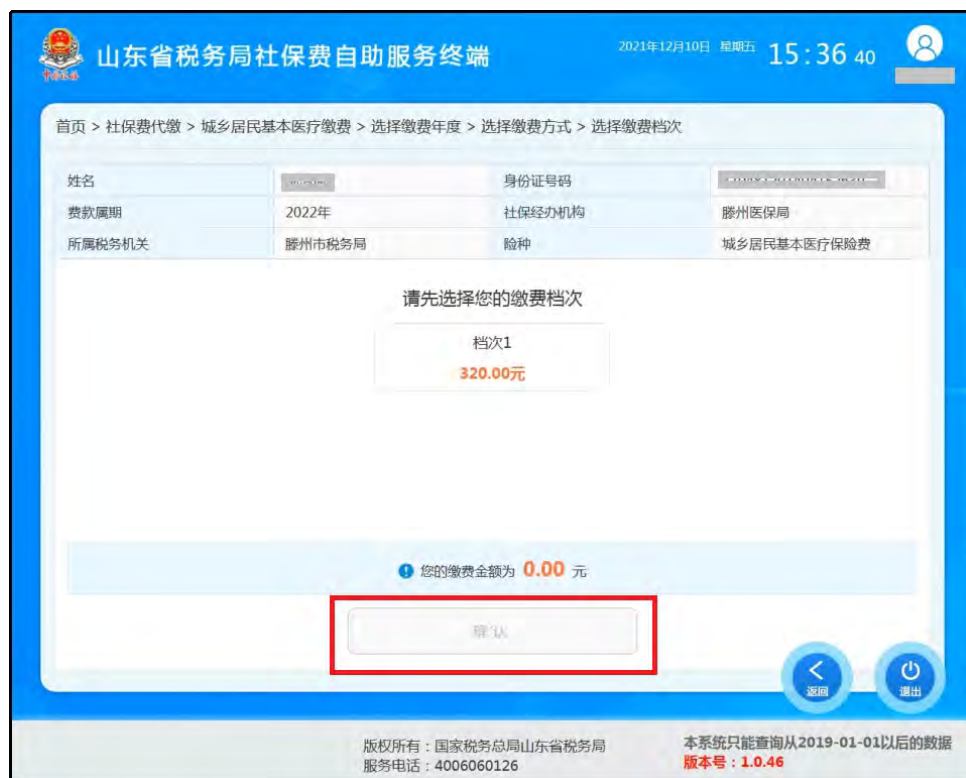 山东省税务局社保费自助服务终端
2021年12月10日 星期五 15:36 40
首页 > 社保费代缴 > 城乡居民基本医疗缴费 > 选择缴费年度 > 选择缴费方式 > 选择缴费档次
姓名 身份证号码
费款属期 2022年 社保经办机构 滕州医保局
所属税务机关 滕州市税务局 险种 城乡居民基本医疗保险费
请先选择您的缴费档次
档次1
320.00元
您的缴费金额为 0.00 元
确认
返回 退出
版权所有：国家税务总局山东省税务局
服务电话：4006060126
本系统只能查询从2019-01-01以后的数据
版本号：1.0.46